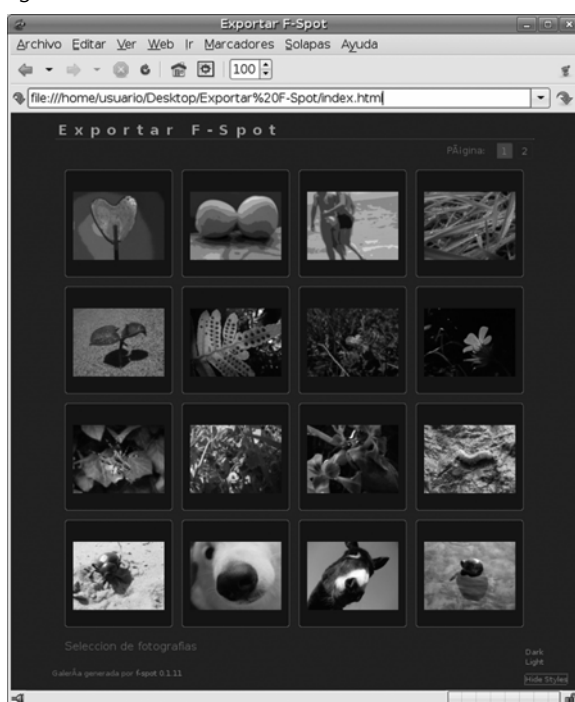 Exportar F-Spot
Archivo Editar Ver Web Ir Marcadores Solapas Ayuda
100
file:///home/usuario/Desktop/Exportar%20F-Spot/index.html
Exportar F-Spot
PÃ¡gina: 1 2
Seleccion de fotografias
Dark
Light
GalerÃ­a generada por f-spot 0.1.11
Hide Styles